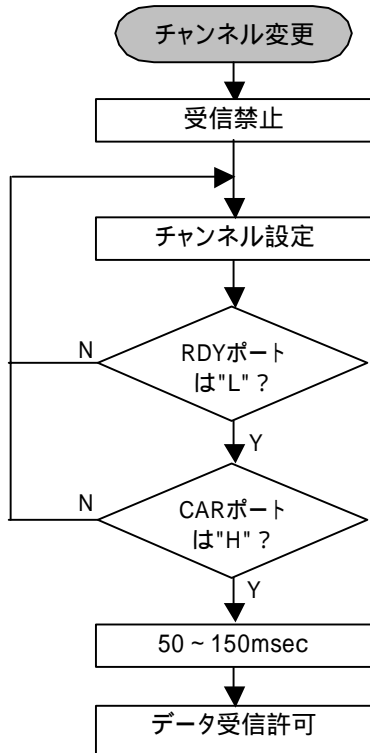 チャンネル変更
受信禁止
チャンネル設定
N
RDYポート
は"L"？
Y
N
CARポート
は"H"？
Y
50 ~ 150msec
データ受信許可